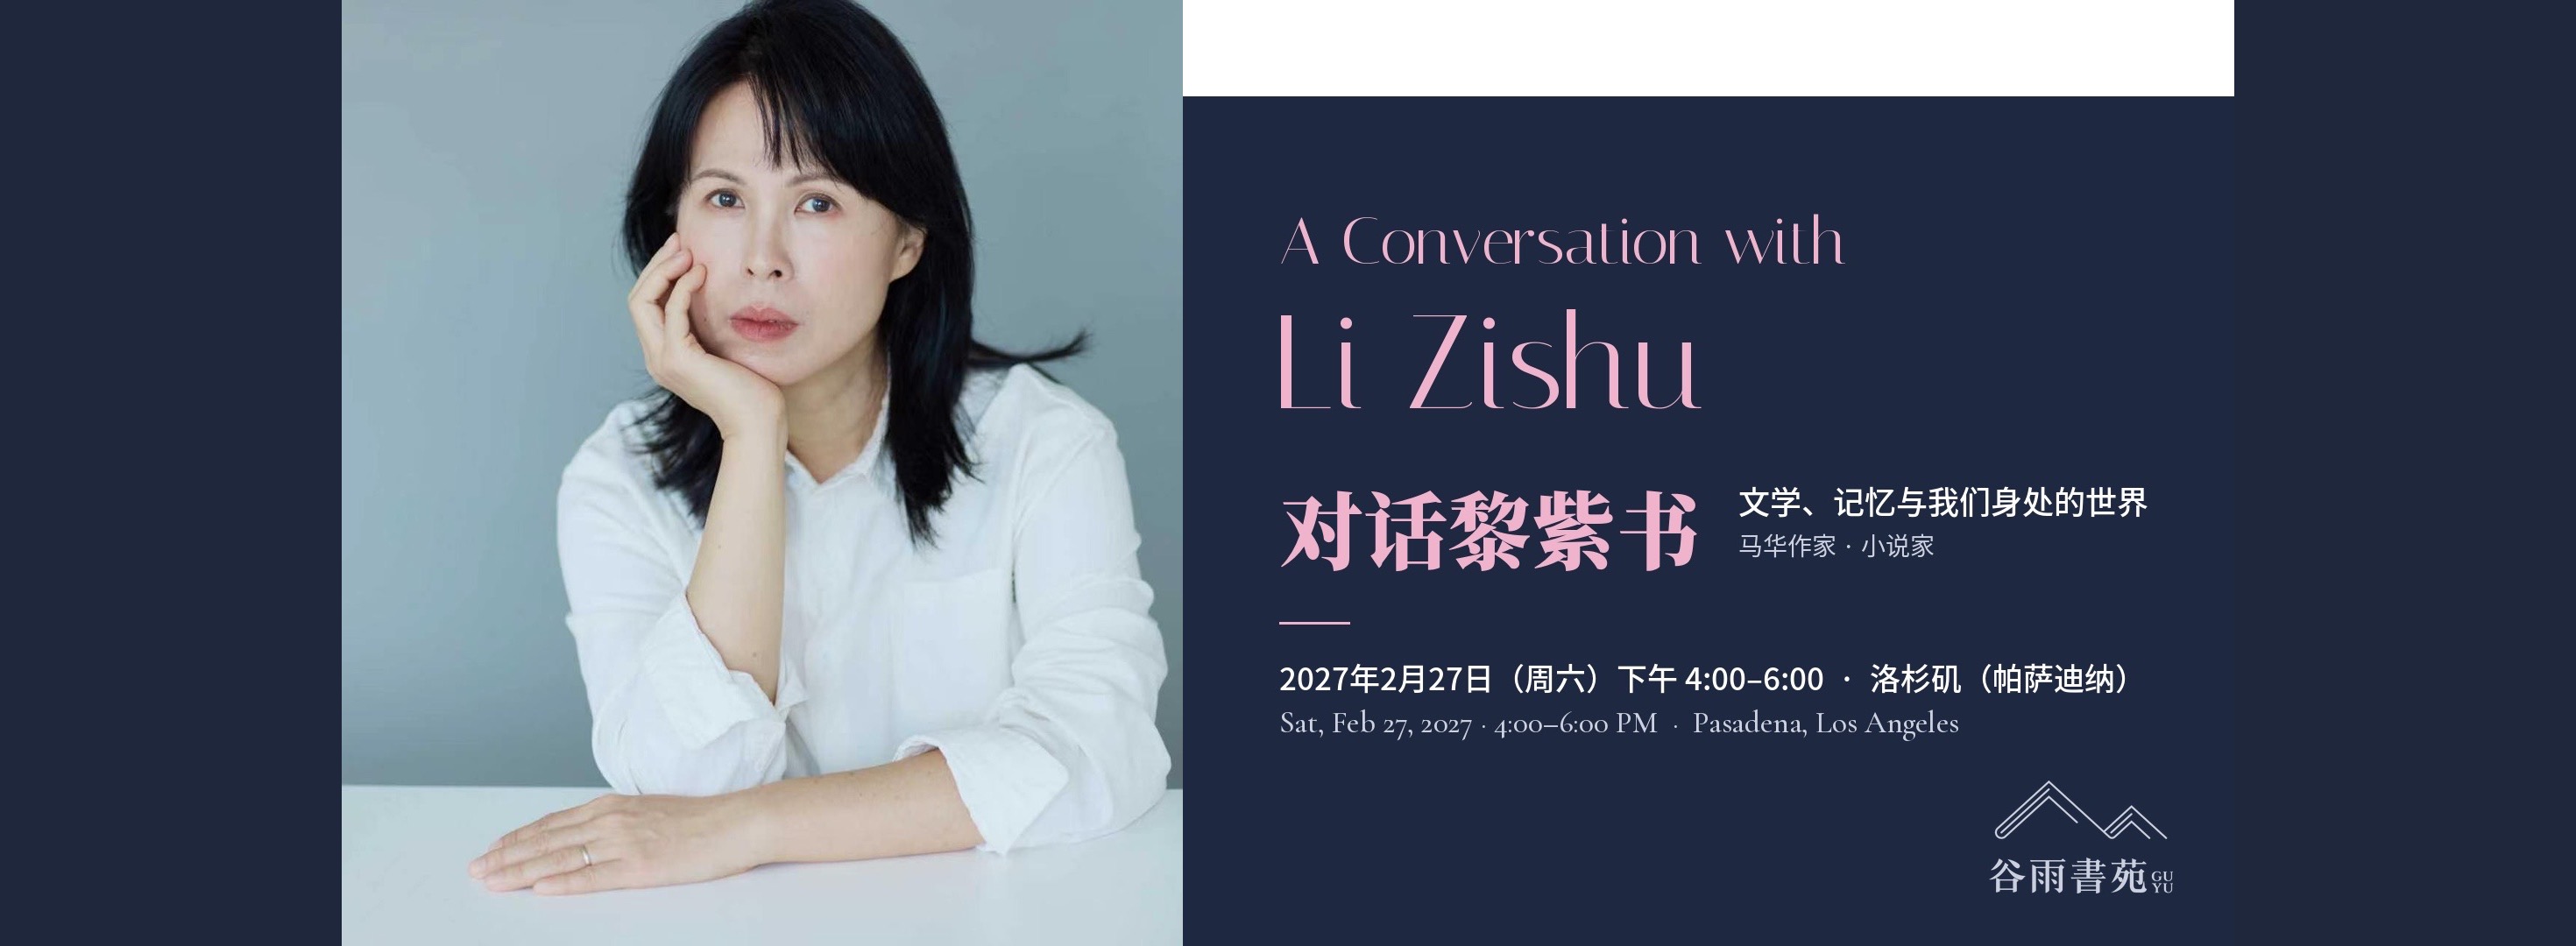 A Conversation with
Li Zishu
对话黎紫书
文学、记忆与我们身处的世界
马华作家 · 小说家
2027年2月27日（周六）下午 4:00–6:00 · 洛杉矶（帕萨迪纳）
Sat, Feb 27, 2027 · 4:00–6:00 PM · Pasadena, Los Angeles
谷雨書苑 GU YU